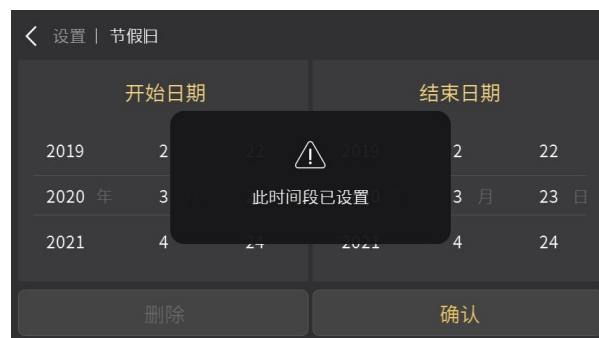 设置 | 节假日
开始日期 结束日期
2019 2 22 2019 2 22
2020 年 3 3 月 23 日
此时间段已设置
2021 4 24 2021 4 24
删除 确认